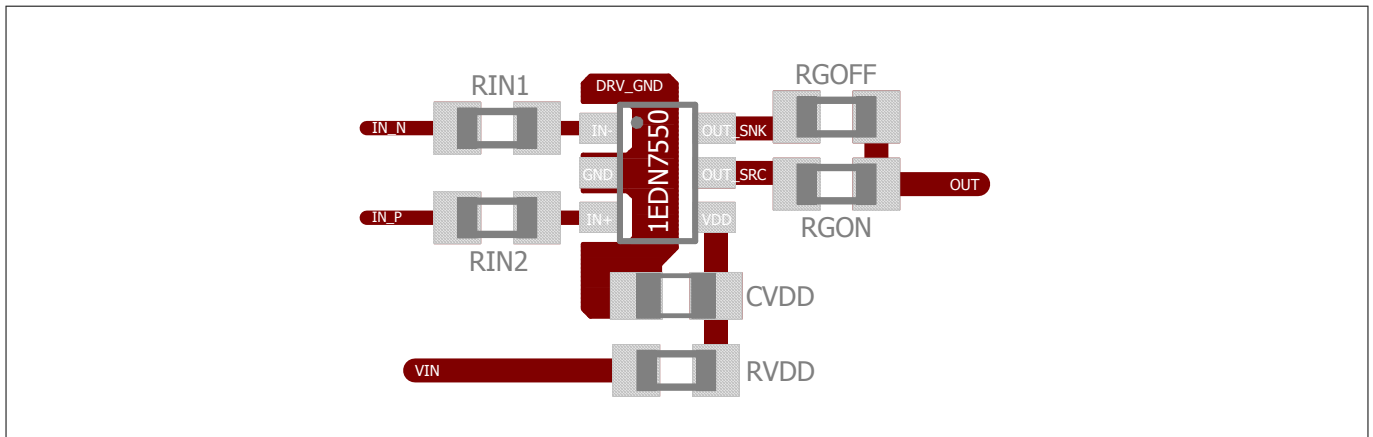 RGOFF
RIN1
DRV_GND
IN_N
IN-
OUT_SNK
1EDN7550
GND
OUT_SRC
OUT
IN_P
IN+
VDD
RGON
RIN2
CVDD
VIN
RVDD